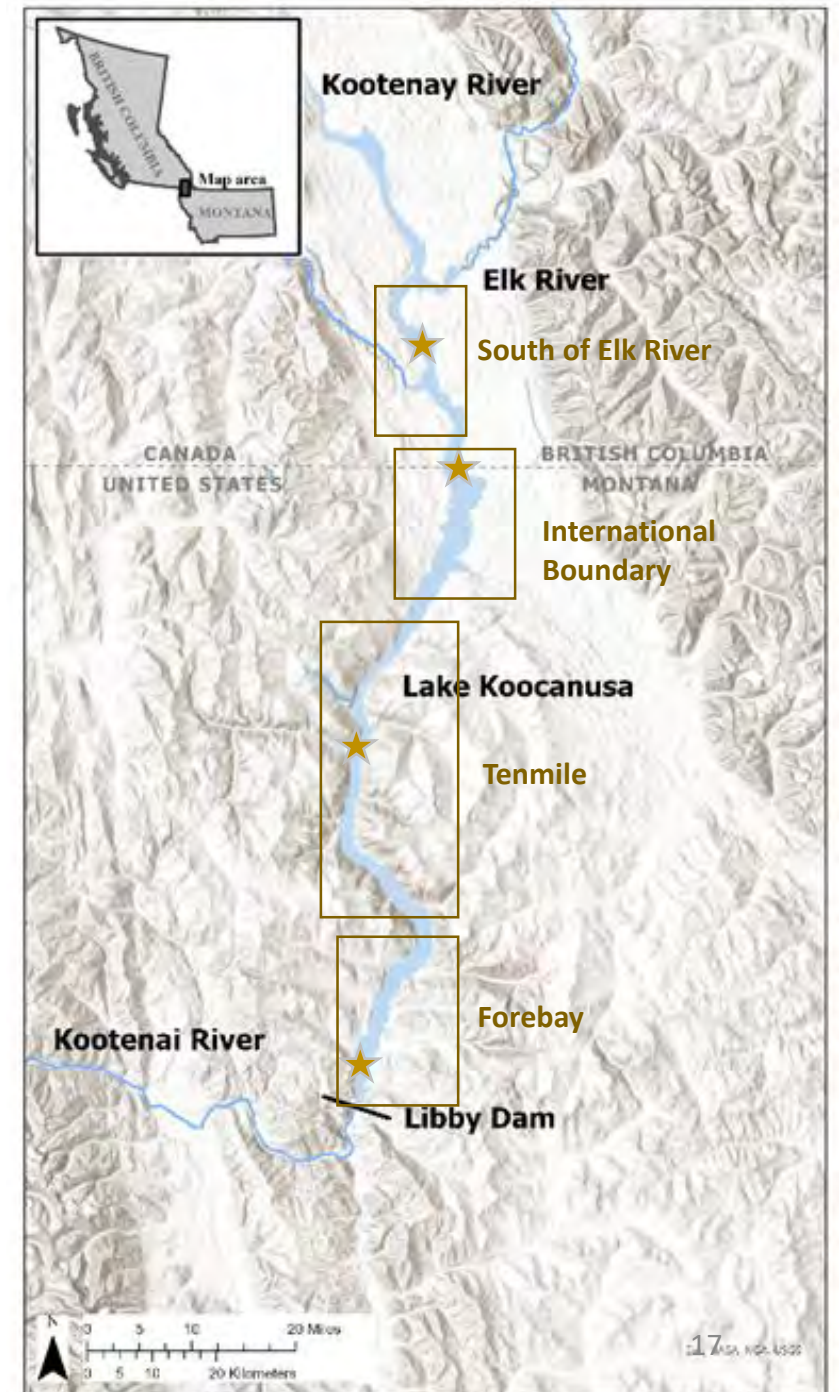 BRITISH COLUMBIA
Map area
MONTANA
Kootenay River
Elk River
South of Elk River
CANADA
BRITISH COLUMBIA
UNITED STATES
MONTANA
International
Boundary
Lake Koocanusa
Tenmile
Forebay
Kootenai River
Libby Dam
N
0 5 10 20 Miles
0 5 10 20 Kilometers
17